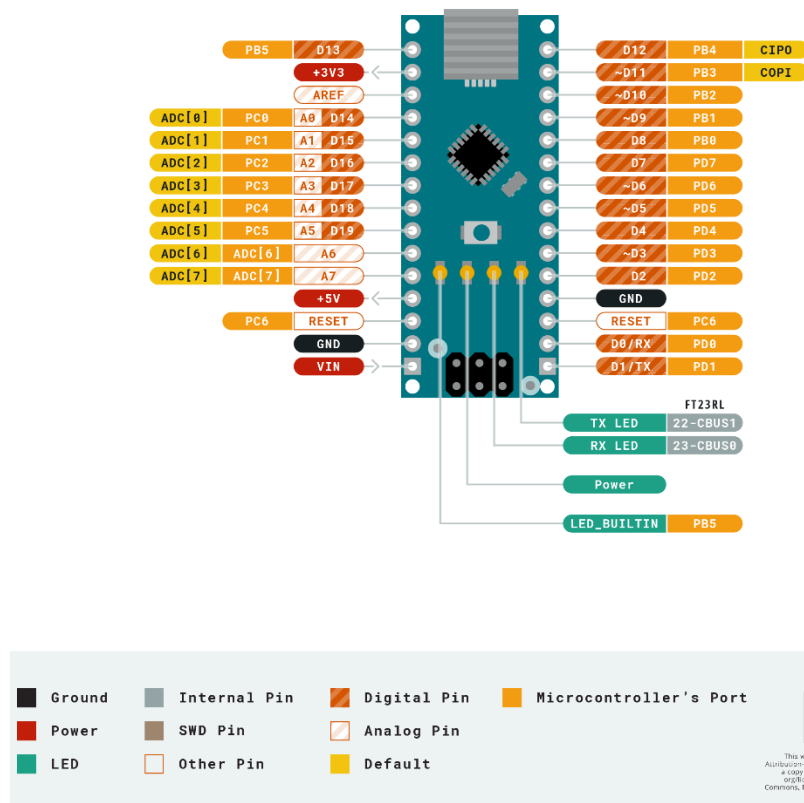 PB5 D13 D12 PB4 CIPO
+3V3 ~D11 PB3 COPI
AREF ~D10 PB2
ADC[0] PC0 A0 D14 ~D9 PB1
ADC[1] PC1 A1 D15 D8 PB0
ADC[2] PC2 A2 D16 D7 PD7
ADC[3] PC3 A3 D17 ~D6 PD6
ADC[4] PC4 A4 D18 ~D5 PD5
ADC[5] PC5 A5 D19 D4 PD4
ADC[6] ADC[6] A6 ~D3 PD3
ADC[7] ADC[7] A7 D2 PD2
+5V GND
PC6 RESET RESET PC6
GND D0/RX PD0
VIN D1/TX PD1
FT23RL
TX LED 22-CBUS1
RX LED 23-CBUS0
Power
LED_BUILTIN PB5
Ground Internal Pin Digital Pin Microcontroller's Port
Power SWD Pin Analog Pin
LED Other Pin Default
This w
Attribution-
a copy
Commons,